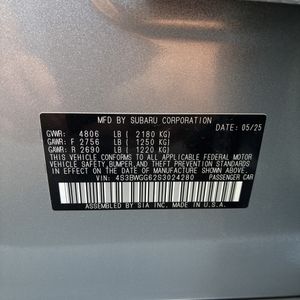 MFD BY SUBARU CORPORATION
DATE 05/25
GVWR: 4806 LB ( 2180 KG)
GAWR: F 2756 LB ( 1250 KG)
GAWR: R 2690 LB ( 1220 KG)
THIS VEHICLE CONFORMS TO ALL APPLICABLE FEDERAL MOTOR
VEHICLE SAFETY, BUMPER, AND THEFT PREVENTION STANDARDS
IN EFFECT ON THE DATE OF MANUFACTURE SHOWN ABOVE.
VIN: 4S3BWGG62S3024280 PASSENGER CAR
ASSEMBLED BY SIA INC. MADE IN U.S.A.